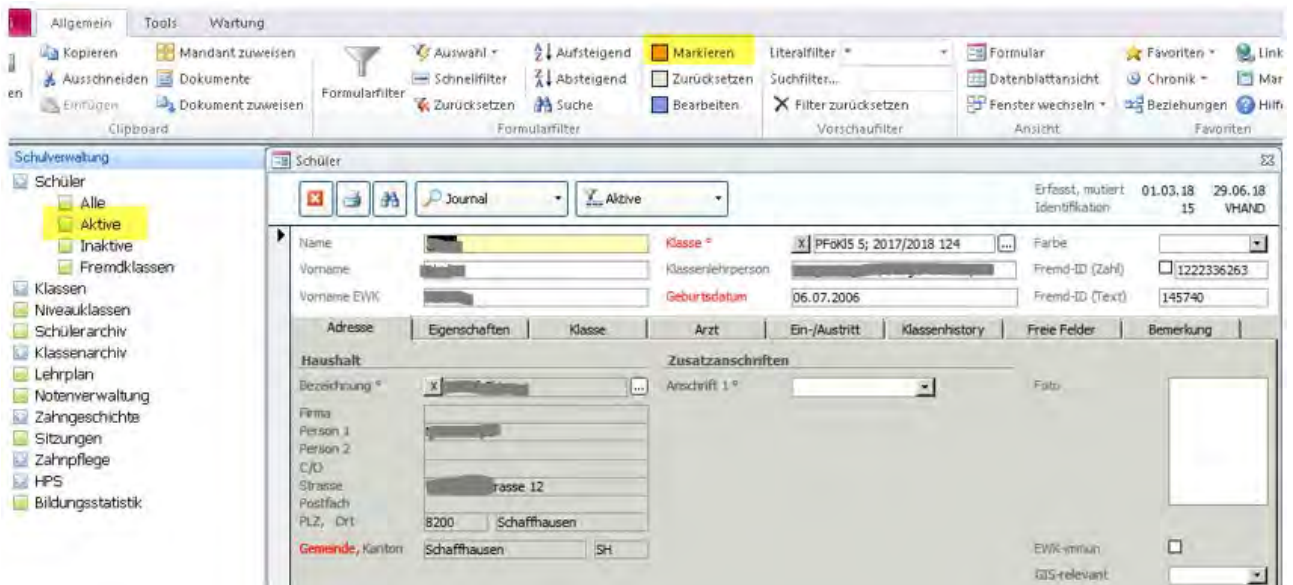 Allgemein Tools Wartung
Kopieren Mandant zuweisen Auswahl Aufsteigend Markieren Literalfilter * Formular Favoriten Link
Ausschneiden Dokumente Schnellfilter Absteigend Zurücksetzen Suchfilter... Datenblattansicht Chronik Mar
en Einfügen Dokument zuweisen Formularfilter Zurücksetzen Suche Bearbeiten Filter zurücksetzen Fenster wechseln Beziehungen Hilf
Clipboard Formularfilter Vorschaufilter Ansicht Favoriten
Schulverwaltung
Schüler
Alle
Aktive
Inaktive
Fremdklassen
Klassen
Niveauklassen
Schülerarchiv
Klassenarchiv
Lehrplan
Notenverwaltung
Zahngeschichte
Sitzungen
Zahnpflege
HPS
Bildungsstatistik
Schüler
Journal Aktive Erfasst, mutiert 01.03.18 29.06.18
Identifikation 15 VHAND
Name Klasse * x PFöKl5 5; 2017/2018 124 ... Farbe
Vorname Klassenlehrperson Fremd-ID (Zahl) 1222336263
Vorname EWK Geburtsdatum 06.07.2006 Fremd-ID (Text) 145740
Adresse Eigenschaften Klasse Arzt Ein-/Austritt Klassenhistory Freie Felder Bemerkung
Haushalt Zusatzanschriften
Bezeichnung * x ... Anschrift 1 * Foto
Firma
Person 1
Person 2
C/O
Strasse rasse 12
Postfach
PLZ, Ort 8200 Schaffhausen
Gemeinde, Kanton Schaffhausen SH EWK-immun
GIS-relevant